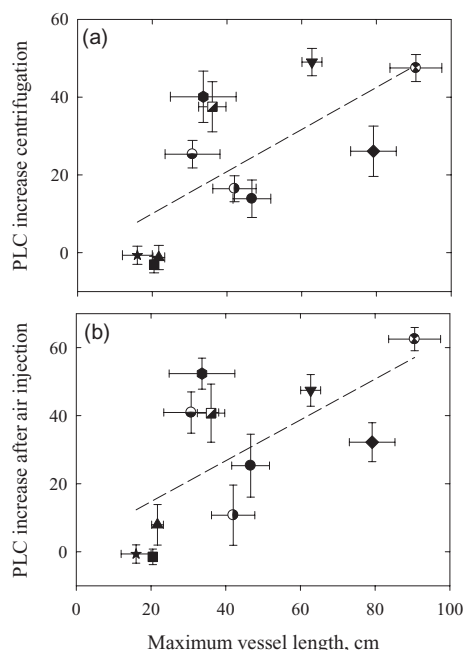 (a)
PLC increase centrifugation
60
40
20
0
(b)
PLC increase after air injection
60
40
20
0
0 20 40 60 80 100
Maximum vessel length, cm